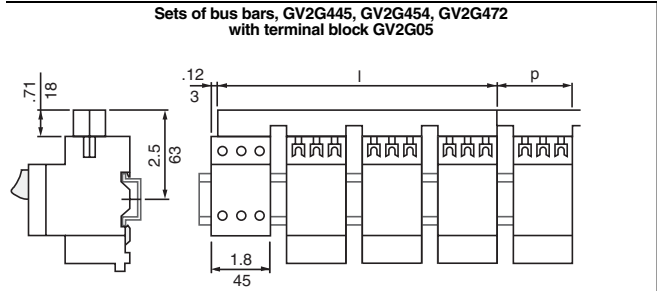 Sets of bus bars, GV2G445, GV2G454, GV2G472
with terminal block GV2G05
.71
18
2.5
63
.12
3
l
p
1.8
45